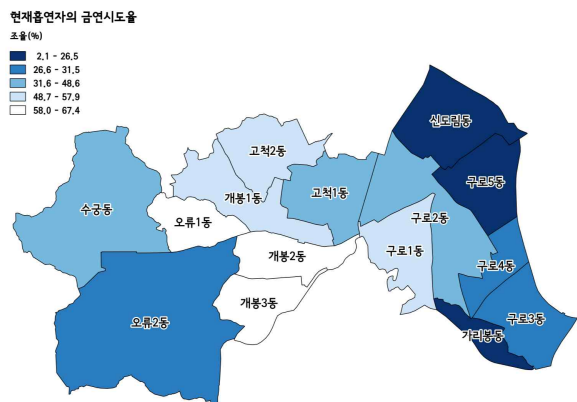 현재흡연자의 금연시도율
조율(%)
2.1 - 26.5
26.6 - 31.5
31.6 - 48.6
48.7 - 57.9
58.0 - 67.4
신도림동
고척2동
구로5동
개봉1동
고척1동
수궁동
오류1동
구로2동
구로1동
개봉2동
구로4동
개봉3동
오류2동
구로3동
가리봉동